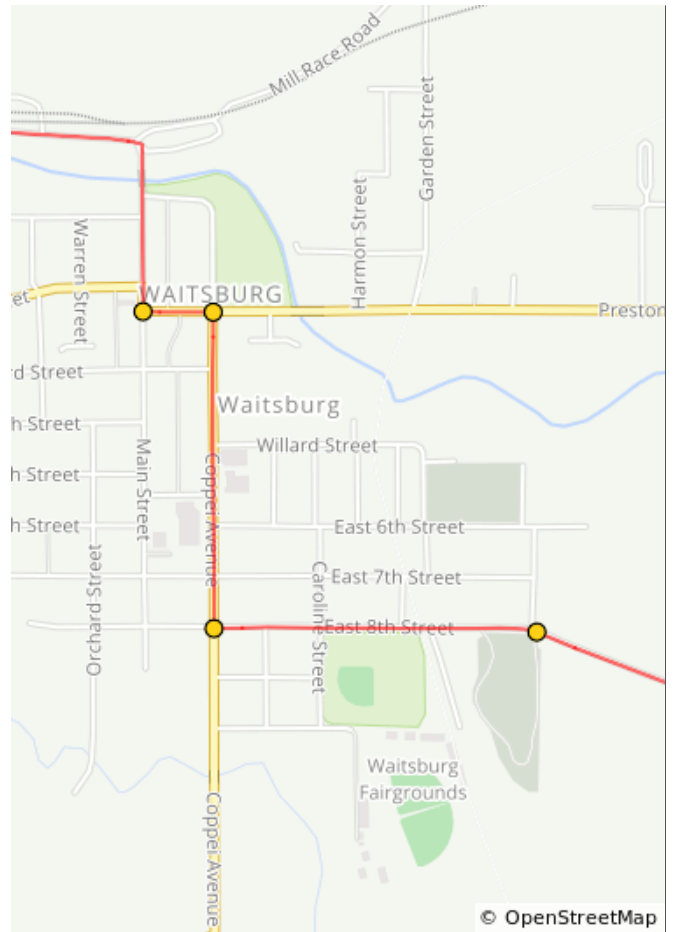 Mill Race Road
Garden Street
Harmon Street
Warren Street
WAITSBURG
et
Preston
rd Street
Waitsburg
h Street
Willard Street
Main Street
Coppei Avenue
h Street
h Street
East 6th Street
Orchard Street
Caroline Street
East 7th Street
East 8th Street
Waitsburg
Fairgrounds
Coppei Avenue
© OpenStreetMap